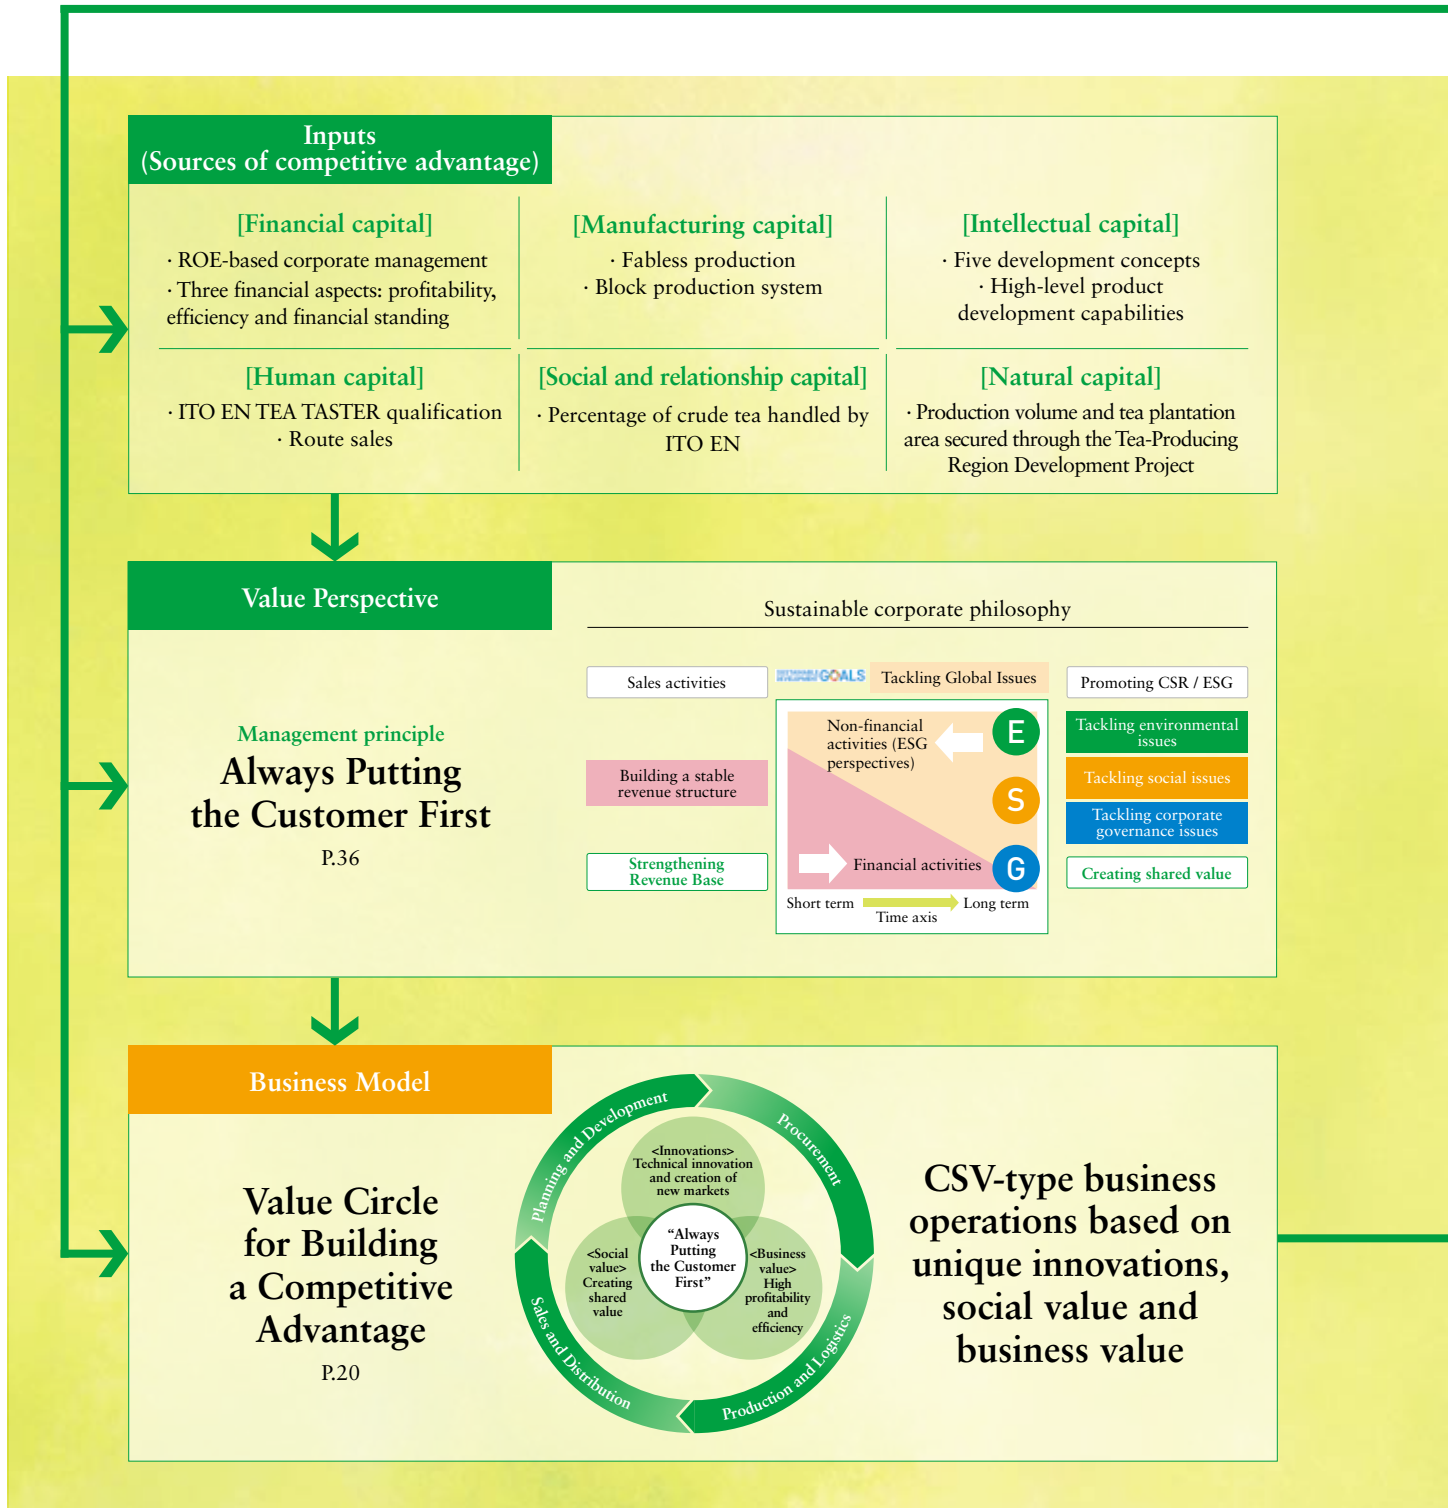 Inputs
(Sources of competitive advantage)
[Financial capital]
· ROE-based corporate management
· Three financial aspects: profitability,
efficiency and financial standing
[Manufacturing capital]
· Fabless production
· Block production system
[Intellectual capital]
· Five development concepts
· High-level product
development capabilities
[Human capital]
· ITO EN TEA TASTER qualification
· Route sales
[Social and relationship capital]
· Percentage of crude tea handled by
ITO EN
[Natural capital]
· Production volume and tea plantation
area secured through the Tea-Producing
Region Development Project
Value Perspective
Management principle
Always Putting
the Customer First
P.36
Sustainable corporate philosophy
Sales activities
Building a stable
revenue structure
Strengthening
Revenue Base
SUSTAINABLE
DEVELOPMENT GOALS
Tackling Global Issues
Non-financial
activities (ESG
perspectives)
E
S
G
Financial activities
Short term
Long term
Time axis
Promoting CSR / ESG
Tackling environmental
issues
Tackling social issues
Tackling corporate
governance issues
Creating shared value
Business Model
Value Circle
for Building
a Competitive
Advantage
P.20
Planning and Development
Procurement
Production and Logistics
Sales and Distribution
<Innovations>
Technical innovation
and creation of
new markets
"Always
Putting
the Customer
First"
<Social
value>
Creating
shared
value
<Business
value>
High
profitability
and
efficiency
CSV-type business
operations based on
unique innovations,
social value and
business value